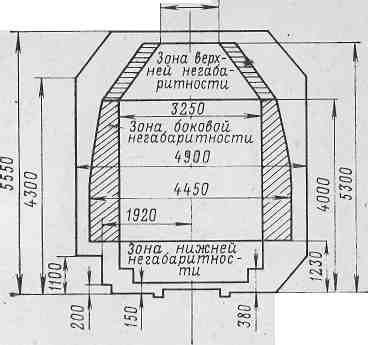 Зона верх-
ней негаба-
ритности
3250
Зона боковой
негабаритности
4900
4450
1920
Зона нижней
негабаритнос-
ти
5550
4300
1100
200
150
380
1230
4000
5300